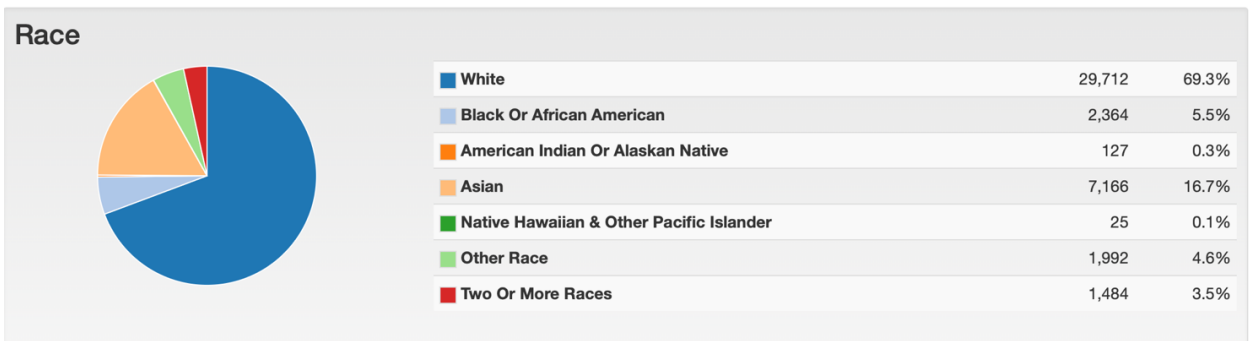 Race
White 29,712 69.3%
Black Or African American 2,364 5.5%
American Indian Or Alaskan Native 127 0.3%
Asian 7,166 16.7%
Native Hawaiian & Other Pacific Islander 25 0.1%
Other Race 1,992 4.6%
Two Or More Races 1,484 3.5%